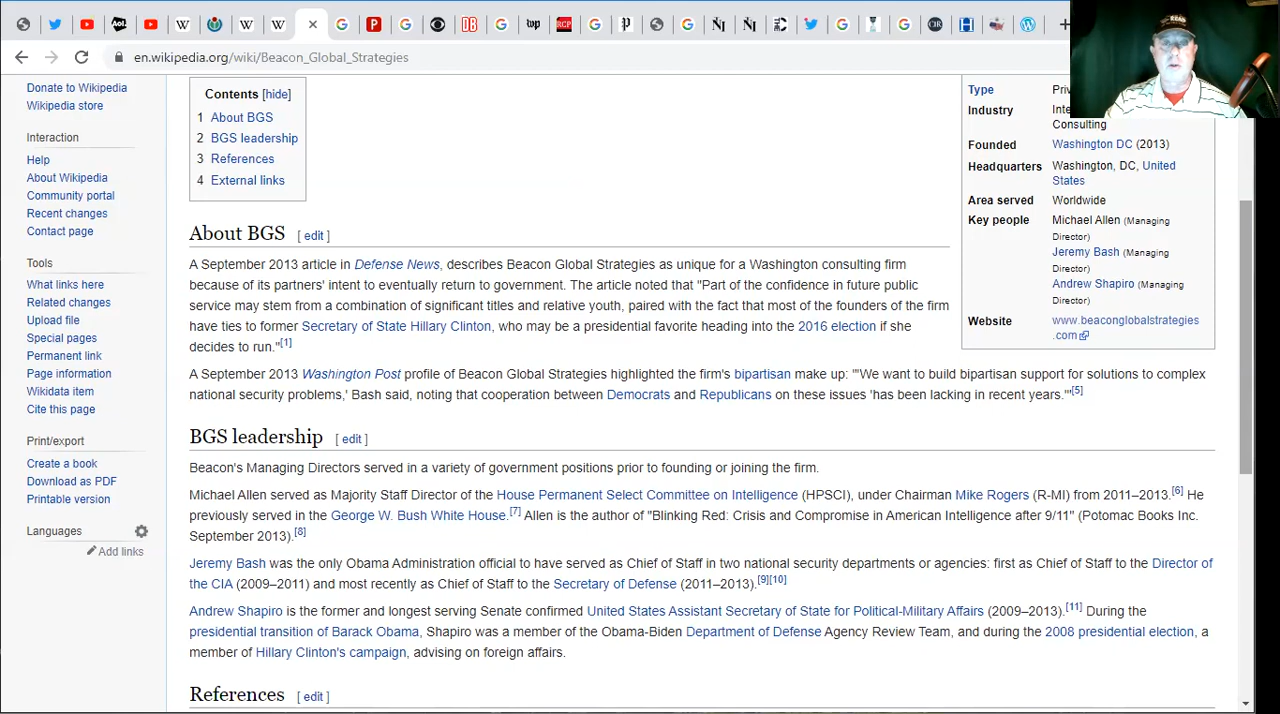 en.wikipedia.org/wiki/Beacon_Global_Strategies
Donate to Wikipedia
Wikipedia store
Interaction
Help
About Wikipedia
Community portal
Recent changes
Contact page
Tools
What links here
Related changes
Upload file
Special pages
Permanent link
Page information
Wikidata item
Cite this page
Print/export
Create a book
Download as PDF
Printable version
Languages
Add links
Contents [hide]
1 About BGS
2 BGS leadership
3 References
4 External links
Type
Industry
Consulting
Founded Washington DC (2013)
Headquarters Washington, DC, United
States
Area served Worldwide
Key people Michael Allen (Managing
Director)
Jeremy Bash (Managing
Director)
Andrew Shapiro (Managing
Director)
Website www.beaconglobalstrategies
.com
About BGS [ edit ]
A September 2013 article in Defense News, describes Beacon Global Strategies as unique for a Washington consulting firm
because of its partners' intent to eventually return to government. The article noted that "Part of the confidence in future public
service may stem from a combination of significant titles and relative youth, paired with the fact that most of the founders of the firm
have ties to former Secretary of State Hillary Clinton, who may be a presidential favorite heading into the 2016 election if she
decides to run."[1]
A September 2013 Washington Post profile of Beacon Global Strategies highlighted the firm's bipartisan make up: "'We want to build bipartisan support for solutions to complex
national security problems,' Bash said, noting that cooperation between Democrats and Republicans on these issues 'has been lacking in recent years.'"[5]
BGS leadership [ edit ]
Beacon's Managing Directors served in a variety of government positions prior to founding or joining the firm.
Michael Allen served as Majority Staff Director of the House Permanent Select Committee on Intelligence (HPSCI), under Chairman Mike Rogers (R-MI) from 2011–2013.[6] He
previously served in the George W. Bush White House.[7] Allen is the author of "Blinking Red: Crisis and Compromise in American Intelligence after 9/11" (Potomac Books Inc.
September 2013).[8]
Jeremy Bash was the only Obama Administration official to have served as Chief of Staff in two national security departments or agencies: first as Chief of Staff to the Director of
the CIA (2009–2011) and most recently as Chief of Staff to the Secretary of Defense (2011–2013).[9][10]
Andrew Shapiro is the former and longest serving Senate confirmed United States Assistant Secretary of State for Political-Military Affairs (2009–2013).[11] During the
presidential transition of Barack Obama, Shapiro was a member of the Obama-Biden Department of Defense Agency Review Team, and during the 2008 presidential election, a
member of Hillary Clinton's campaign, advising on foreign affairs.
References [ edit ]